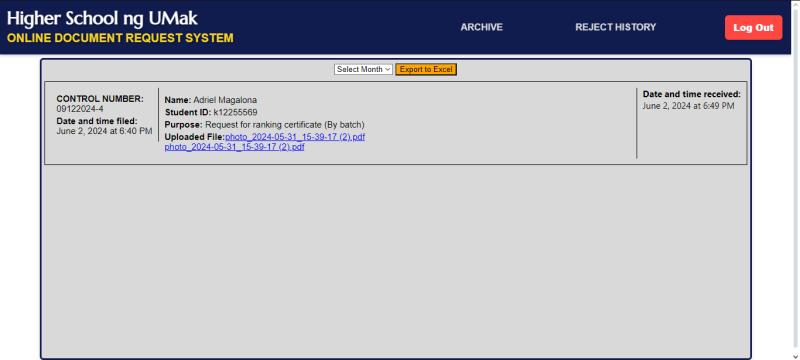 Higher School ng UMak
ONLINE DOCUMENT REQUEST SYSTEM
ARCHIVE
REJECT HISTORY
Log Out
Select Month
Export to Excel
CONTROL NUMBER:
09122024-4
Date and time filed:
June 2, 2024 at 6:40 PM
Name: Adriel Magalona
Student ID: k12255569
Purpose: Request for ranking certificate (By batch)
Uploaded File:photo_2024-05-31_15-39-17 (2).pdf
photo_2024-05-31_15-39-17 (2).pdf
Date and time received:
June 2, 2024 at 6:49 PM